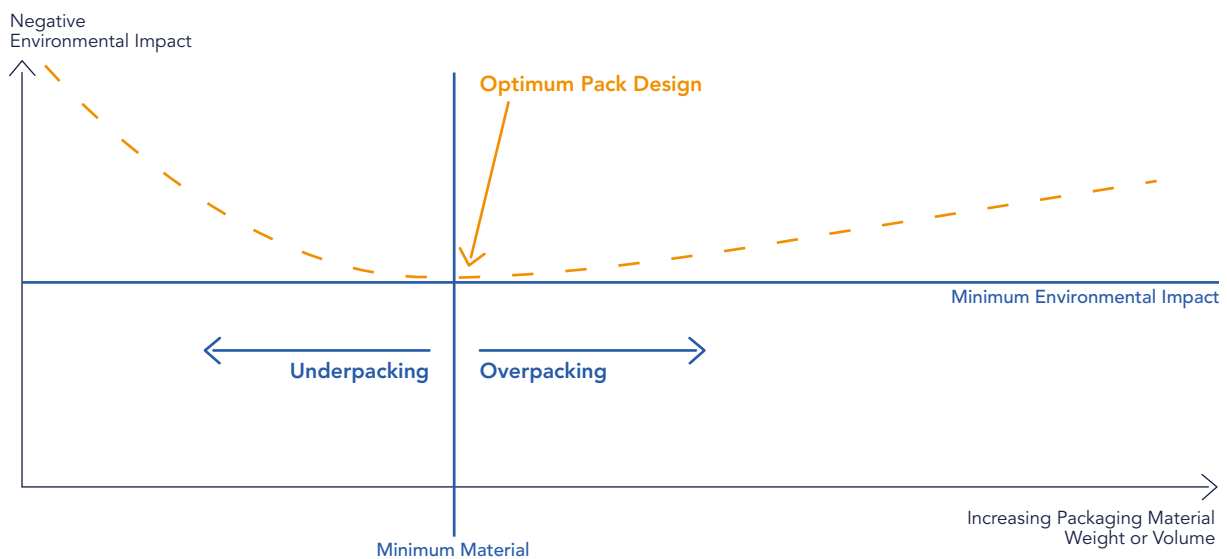 Negative
Environmental Impact
Optimum Pack Design
Minimum Environmental Impact
Underpacking
Overpacking
Increasing Packaging Material
Weight or Volume
Minimum Material